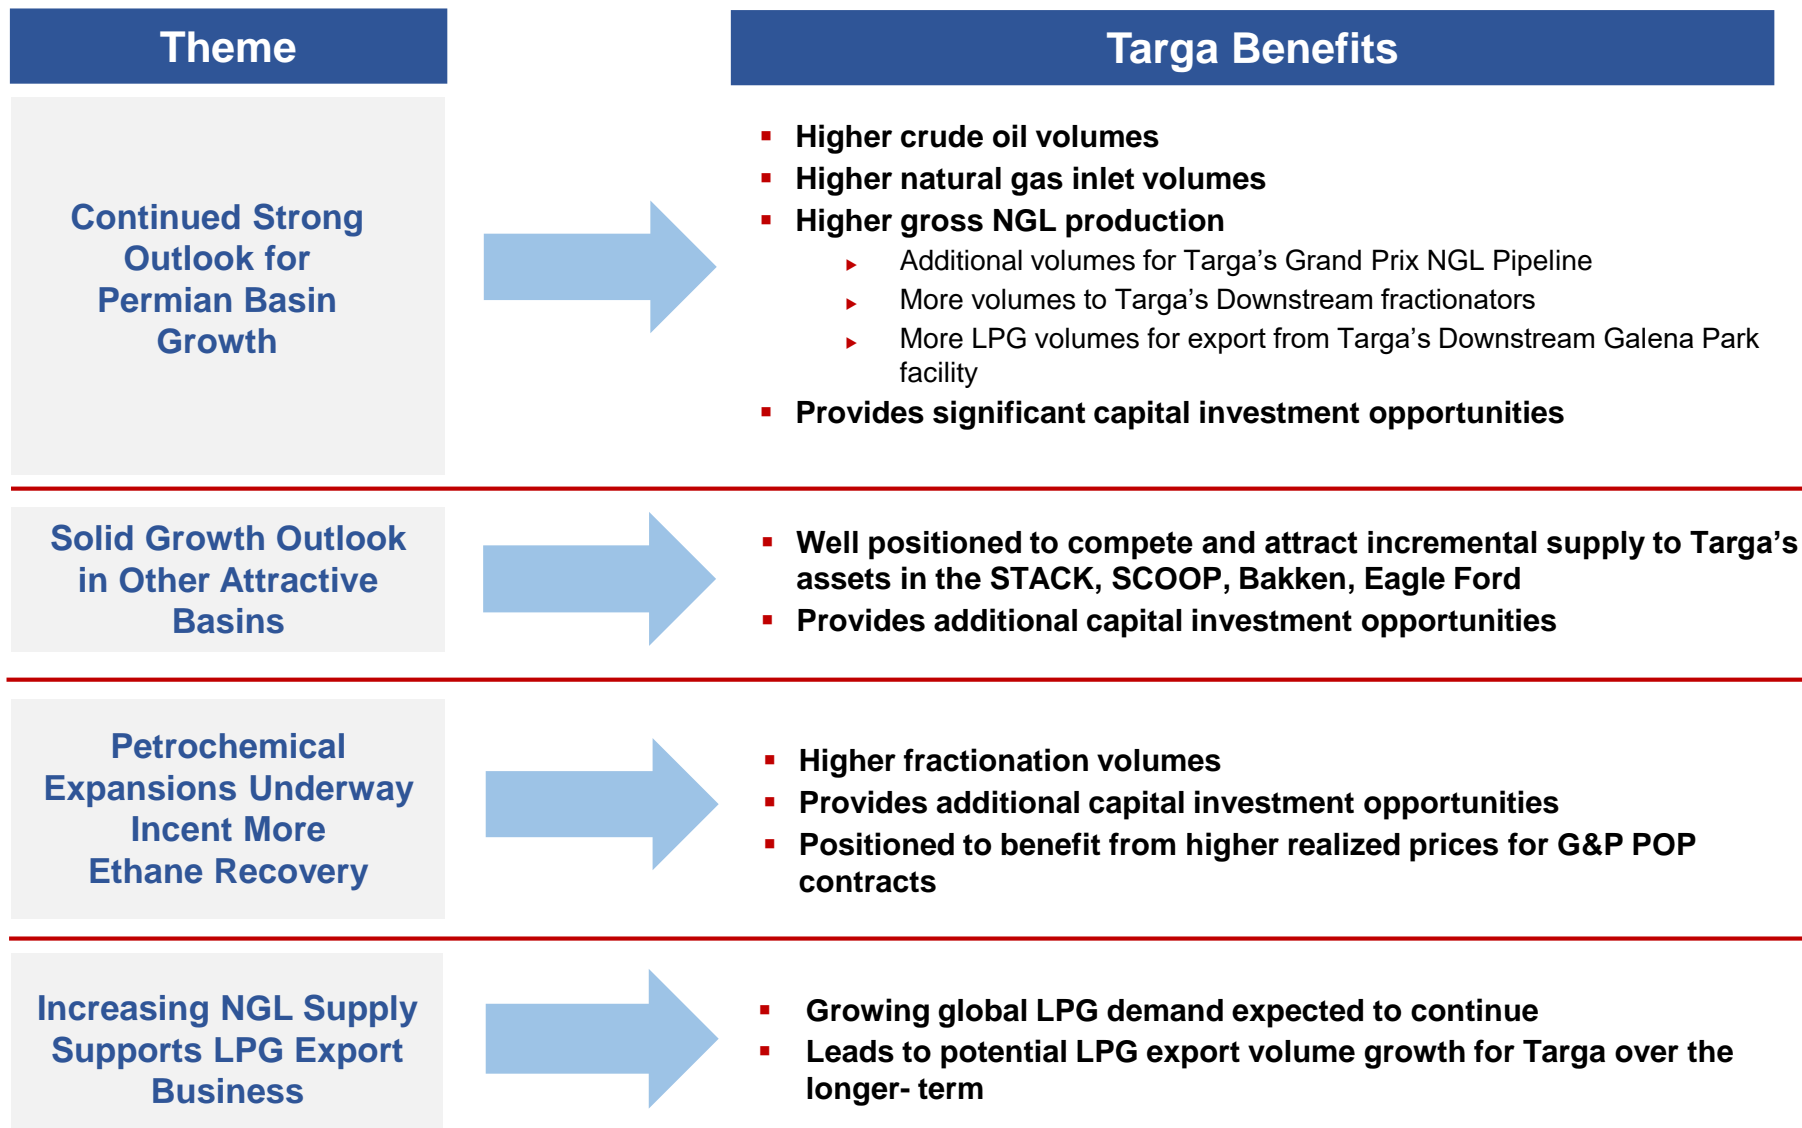 Theme
Targa Benefits
Continued Strong
Outlook for
Permian Basin
Growth
▪ Higher crude oil volumes
▪ Higher natural gas inlet volumes
▪ Higher gross NGL production
► Additional volumes for Targa’s Grand Prix NGL Pipeline
► More volumes to Targa’s Downstream fractionators
► More LPG volumes for export from Targa’s Downstream Galena Park
facility
▪ Provides significant capital investment opportunities
Solid Growth Outlook
in Other Attractive
Basins
▪ Well positioned to compete and attract incremental supply to Targa’s
assets in the STACK, SCOOP, Bakken, Eagle Ford
▪ Provides additional capital investment opportunities
Petrochemical
Expansions Underway
Incent More
Ethane Recovery
▪ Higher fractionation volumes
▪ Provides additional capital investment opportunities
▪ Positioned to benefit from higher realized prices for G&P POP
contracts
Increasing NGL Supply
Supports LPG Export
Business
▪ Growing global LPG demand expected to continue
▪ Leads to potential LPG export volume growth for Targa over the
longer- term